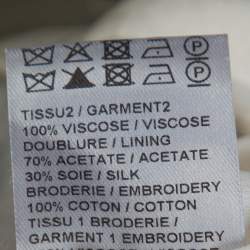 P P
TISSU2 / GARMENT2
100% VISCOSE / VISCOSE
DOUBLURE / LINING
70% ACETATE / ACETATE
30% SOIE / SILK
BRODERIE / EMBROIDERY
100% COTON / COTTON
TISSU 1 BRODERIE /
GARMENT 1 EMBROIDERY